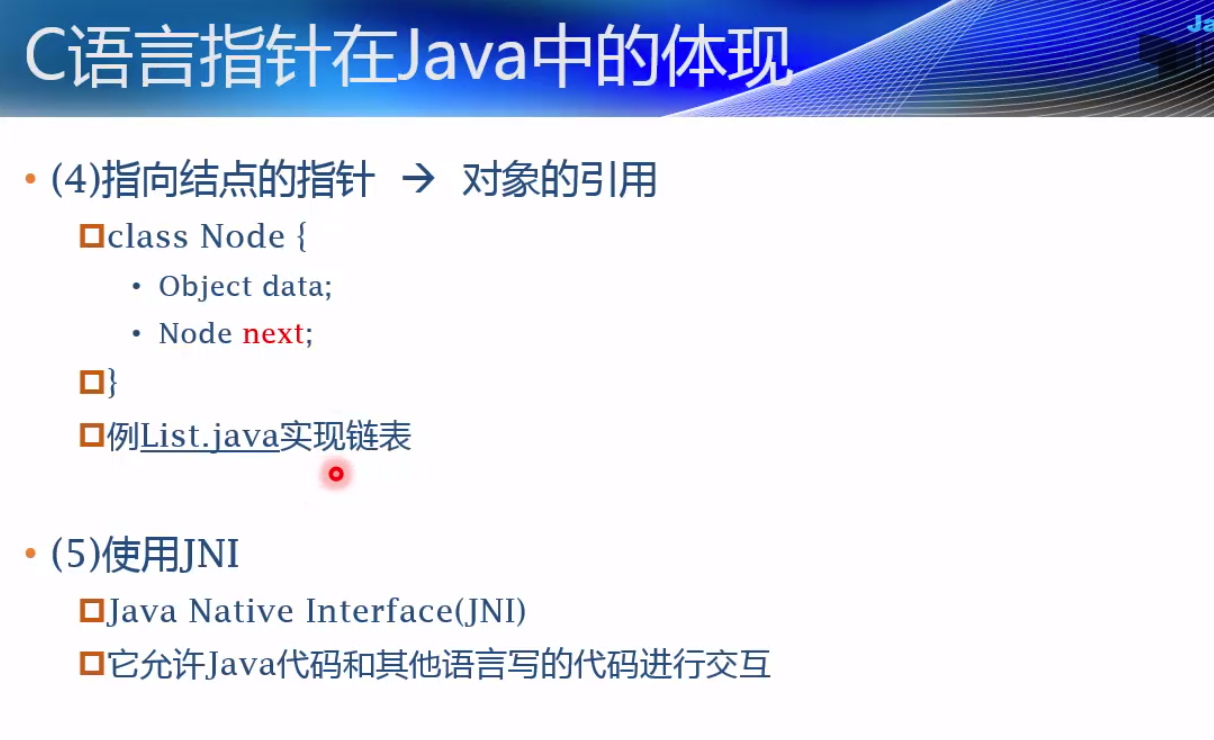 C语言指针在Java中的体现
Ja
• (4)指向结点的指针 → 对象的引用
class Node {
• Object data;
• Node next;
}
例List.java实现链表
• (5)使用JNI
Java Native Interface(JNI)
它允许Java代码和其他语言写的代码进行交互